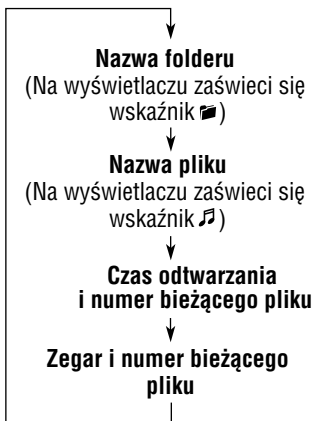 Nazwa folderu
(Na wyświetlaczu zaświeci się
wskaźnik )
Nazwa pliku
(Na wyświetlaczu zaświeci się
wskaźnik ♫)
Czas odtwarzania
i numer bieżącego pliku
Zegar i numer bieżącego
pliku